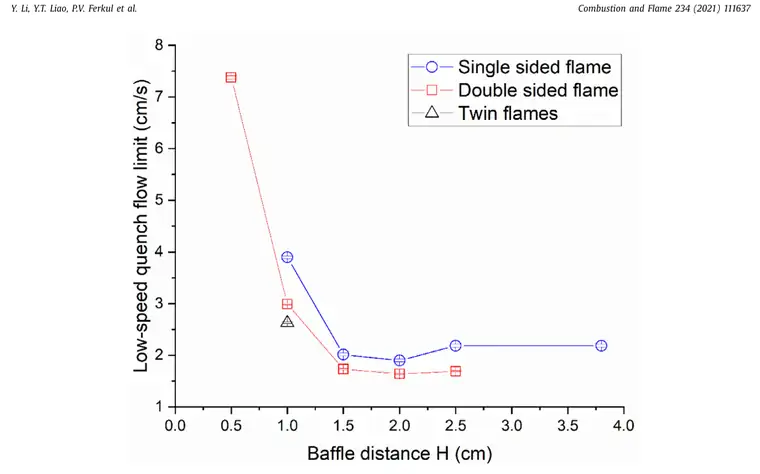 Y. Li, Y.T. Liao, P.V. Ferkul et al.
Combustion and Flame 234 (2021) 111637
Single sided flame
Double sided flame
Twin flames
Low-speed quench flow limit (cm/s)
8
7
6
5
4
3
2
1
0.0 0.5 1.0 1.5 2.0 2.5 3.0 3.5 4.0
Baffle distance H (cm)